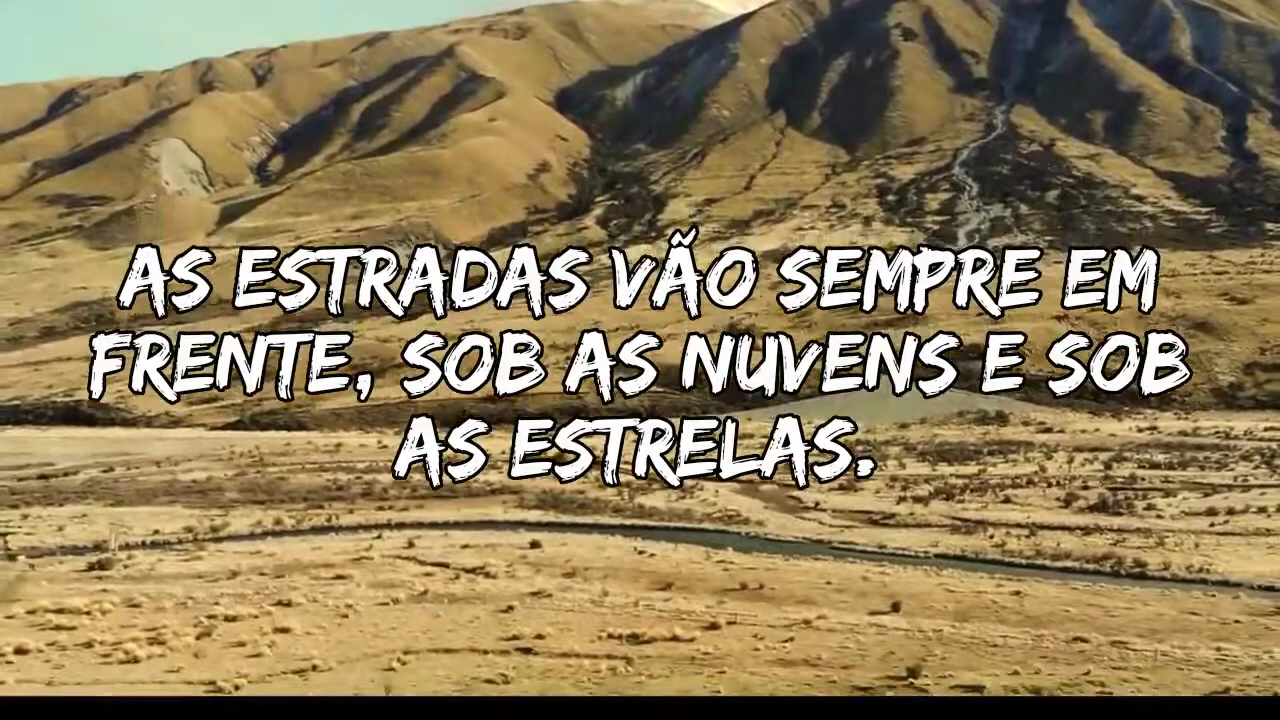 AS ESTRADAS VÃO SEMPRE EM
FRENTE, SOB AS NUVENS E SOB
AS ESTRELAS.